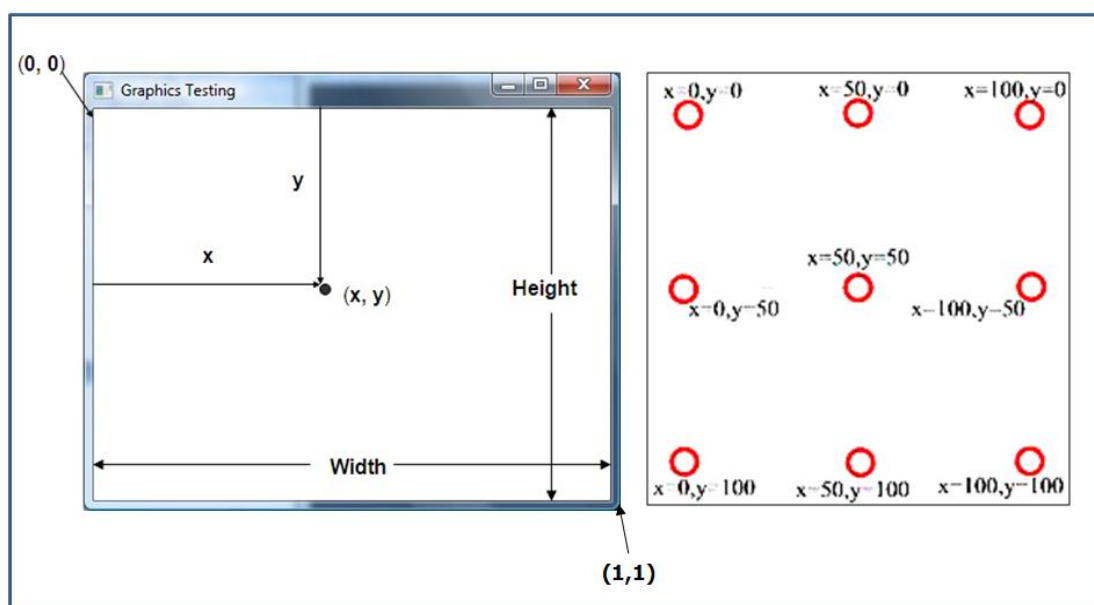 (0, 0)
Graphics Testing
y
x
(x, y)
Height
Width
(1,1)
x=0,y=0
x=50,y=0
x=100,y=0
x=50,y=50
x=0,y=50
x=100,y=50
x=0,y=100
x=50,y=100
x=100,y=100